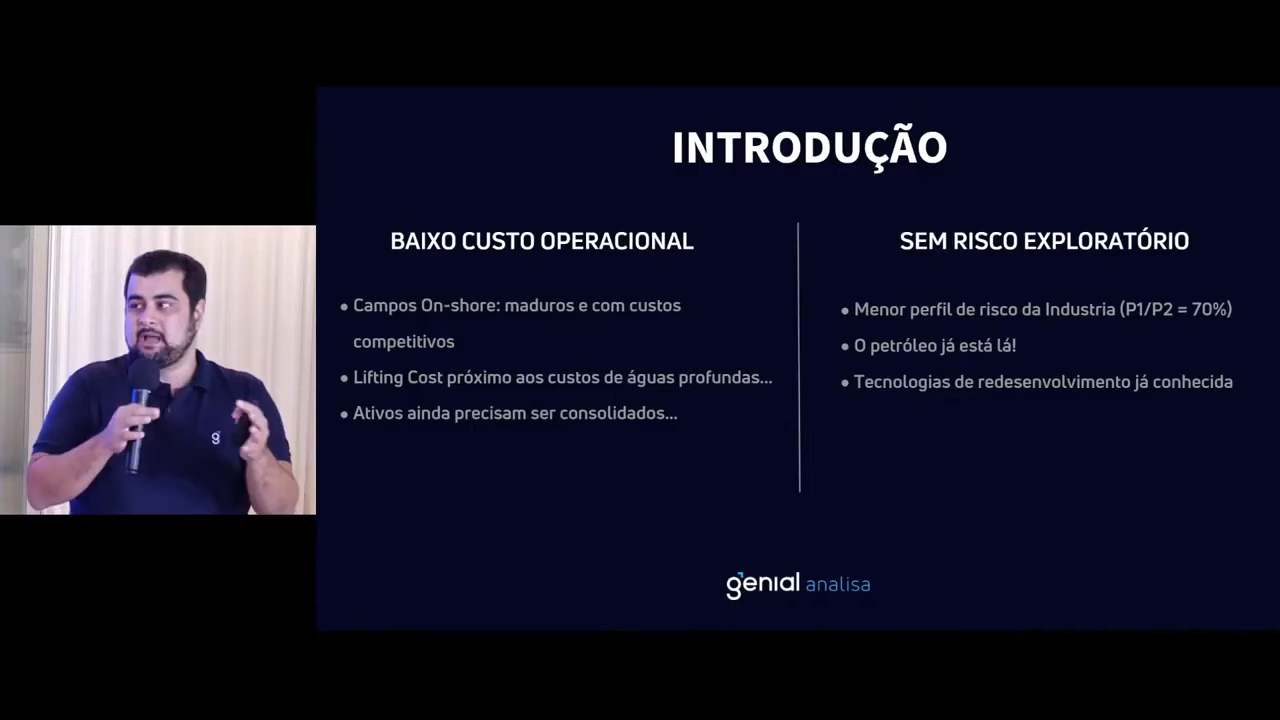 INTRODUÇÃO
BAIXO CUSTO OPERACIONAL
• Campos On-shore: maduros e com custos
competitivos
• Lifting Cost próximo aos custos de águas profundas...
• Ativos ainda precisam ser consolidados...
SEM RISCO EXPLORATÓRIO
• Menor perfil de risco da Industria (P1/P2 = 70%)
• O petróleo já está lá!
• Tecnologias de redesenvolvimento já conhecida
genial analisa
g